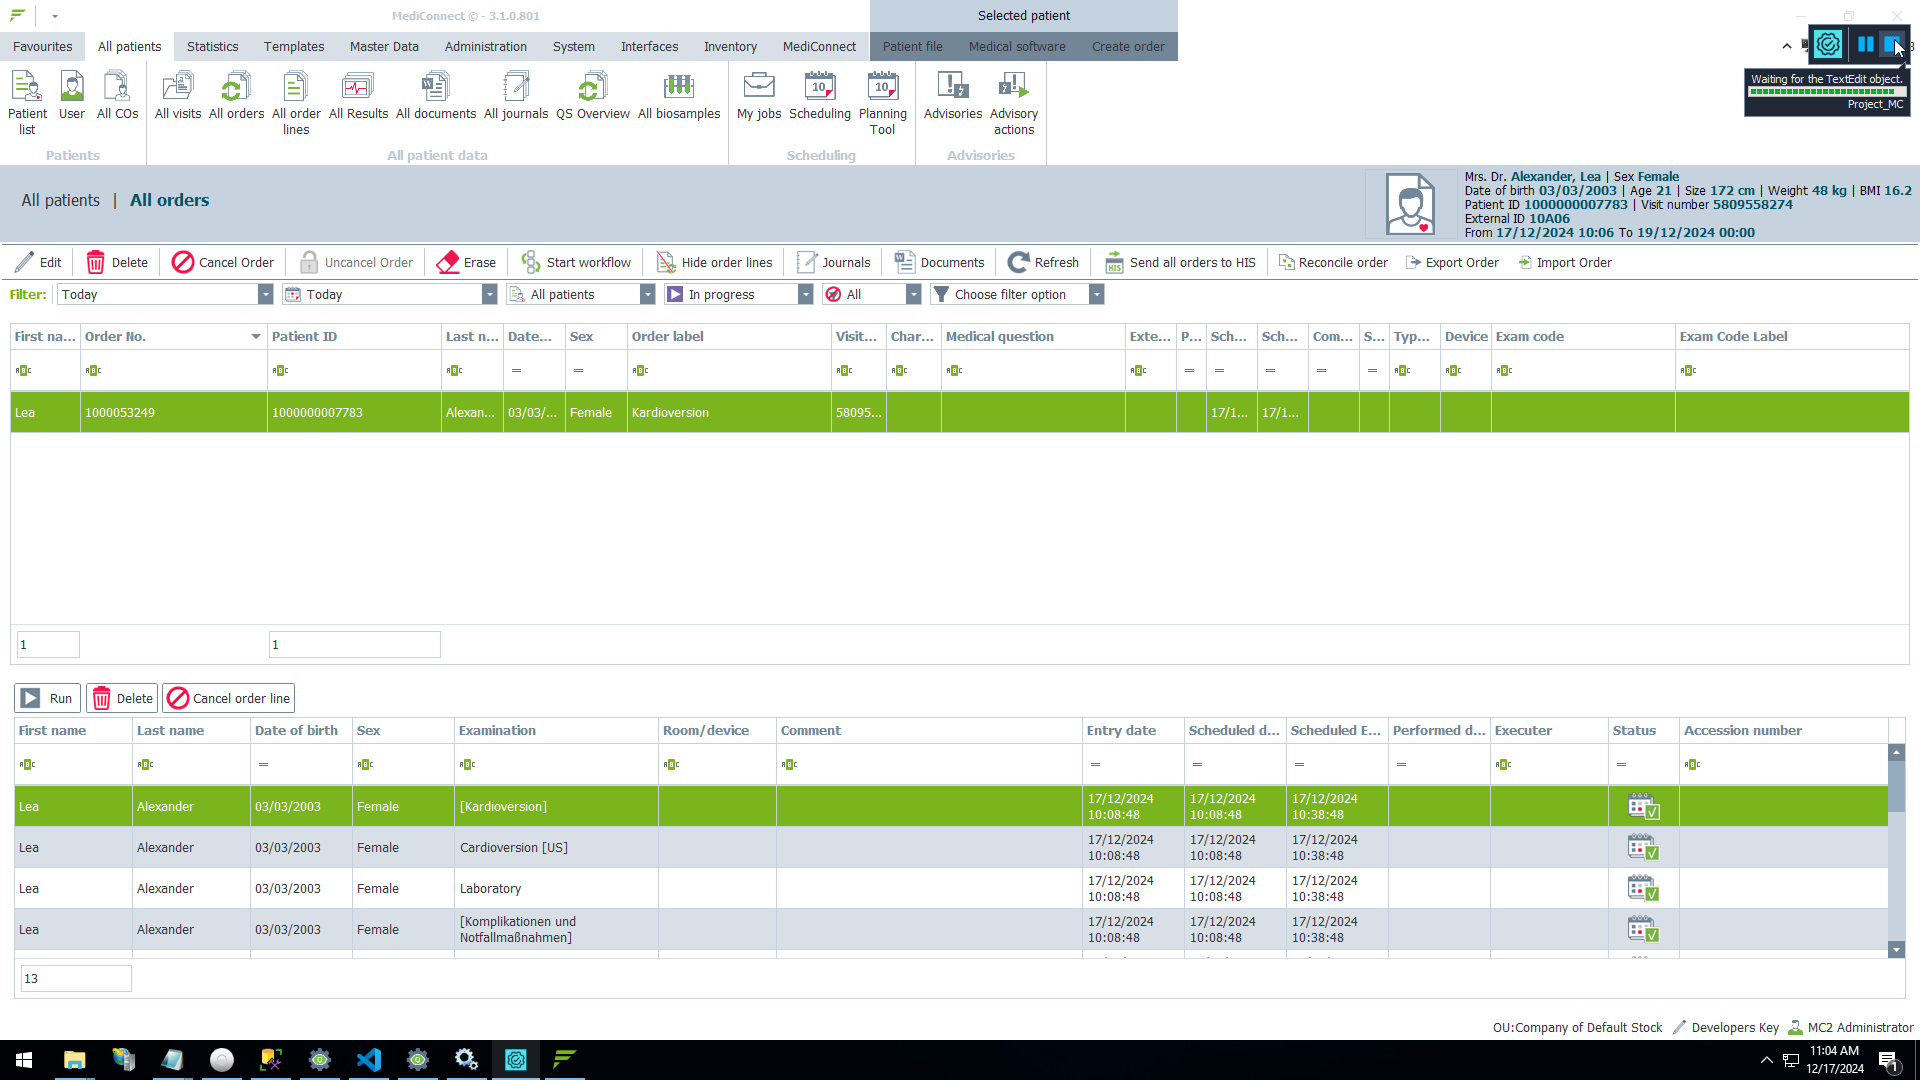 MediConnect © - 3.1.0.801
Selected patient
Favourites All patients Statistics Templates Master Data Administration System Interfaces Inventory MediConnect Patient file Medical software Create order
Waiting for the TextEdit object.
Project_MC
Patient list User All COs All visits All orders All order lines All Results All documents All journals QS Overview All biosamples My jobs Scheduling Planning Tool Advisories Advisory actions
Patients All patient data Scheduling Advisories
All patients | All orders
Mrs. Dr. Alexander, Lea | Sex Female
Date of birth 03/03/2003 | Age 21 | Size 172 cm | Weight 48 kg | BMI 16.2
Patient ID 1000000007783 | Visit number 5809558274
External ID 10A06
From 17/12/2024 10:06 To 19/12/2024 00:00
Edit Delete Cancel Order Uncancel Order Erase Start workflow Hide order lines Journals Documents Refresh Send all orders to HIS Reconcile order Export Order Import Order
Filter: Today Today All patients In progress All Choose filter option
First na... Order No. Patient ID Last n... Date... Sex Order label Visit... Char... Medical question Exte... P... Sch... Sch... Com... S... Typ... Device Exam code Exam Code Label
Lea 1000053249 1000000007783 Alexan... 03/03/... Female Kardioversion 58095... 17/1... 17/1...
1 1
Run Delete Cancel order line
First name Last name Date of birth Sex Examination Room/device Comment Entry date Scheduled d... Scheduled E... Performed d... Executer Status Accession number
Lea Alexander 03/03/2003 Female [Kardioversion] 17/12/2024 10:08:48 17/12/2024 10:08:48 17/12/2024 10:38:48
Lea Alexander 03/03/2003 Female Cardioversion [US] 17/12/2024 10:08:48 17/12/2024 10:08:48 17/12/2024 10:38:48
Lea Alexander 03/03/2003 Female Laboratory 17/12/2024 10:08:48 17/12/2024 10:08:48 17/12/2024 10:38:48
Lea Alexander 03/03/2003 Female [Komplikationen und Notfallmaßnahmen] 17/12/2024 10:08:48 17/12/2024 10:08:48 17/12/2024 10:38:48
13
OU:Company of Default Stock Developers Key MC2 Administrator
11:04 AM
12/17/2024
1